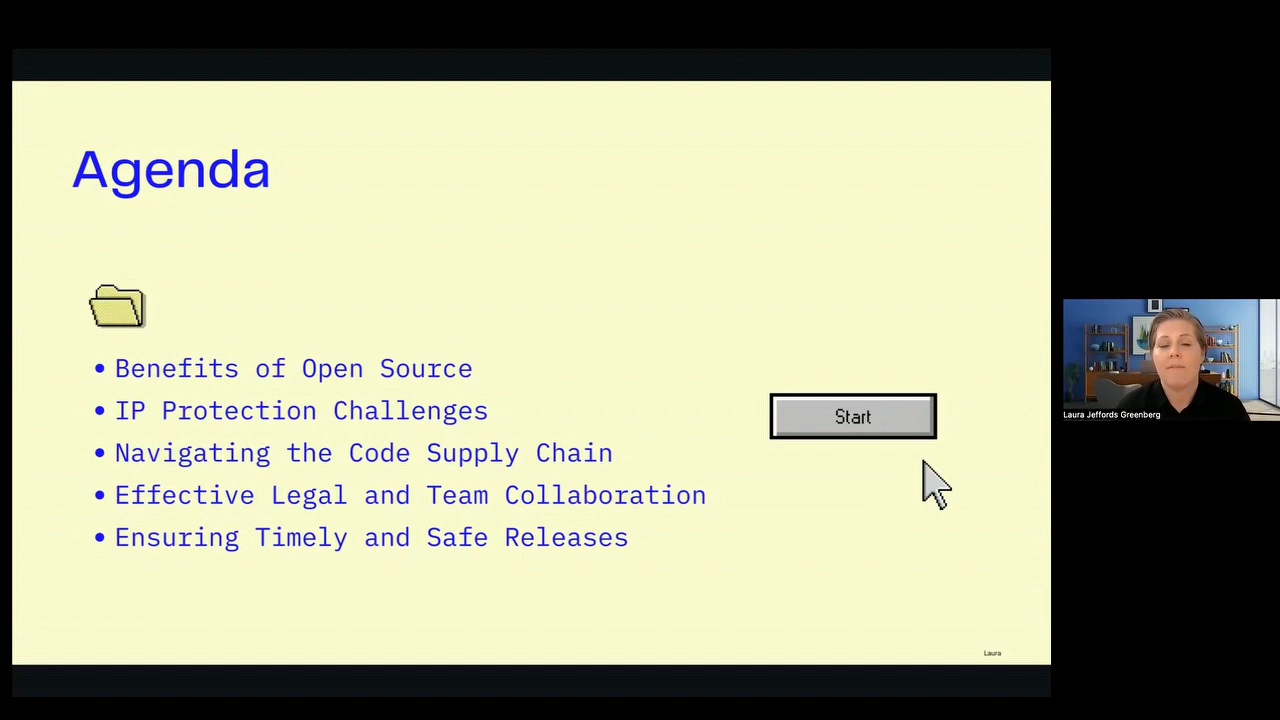 Agenda
• Benefits of Open Source
• IP Protection Challenges
• Navigating the Code Supply Chain
• Effective Legal and Team Collaboration
• Ensuring Timely and Safe Releases
Start
Laura
Laura Jeffords Greenberg